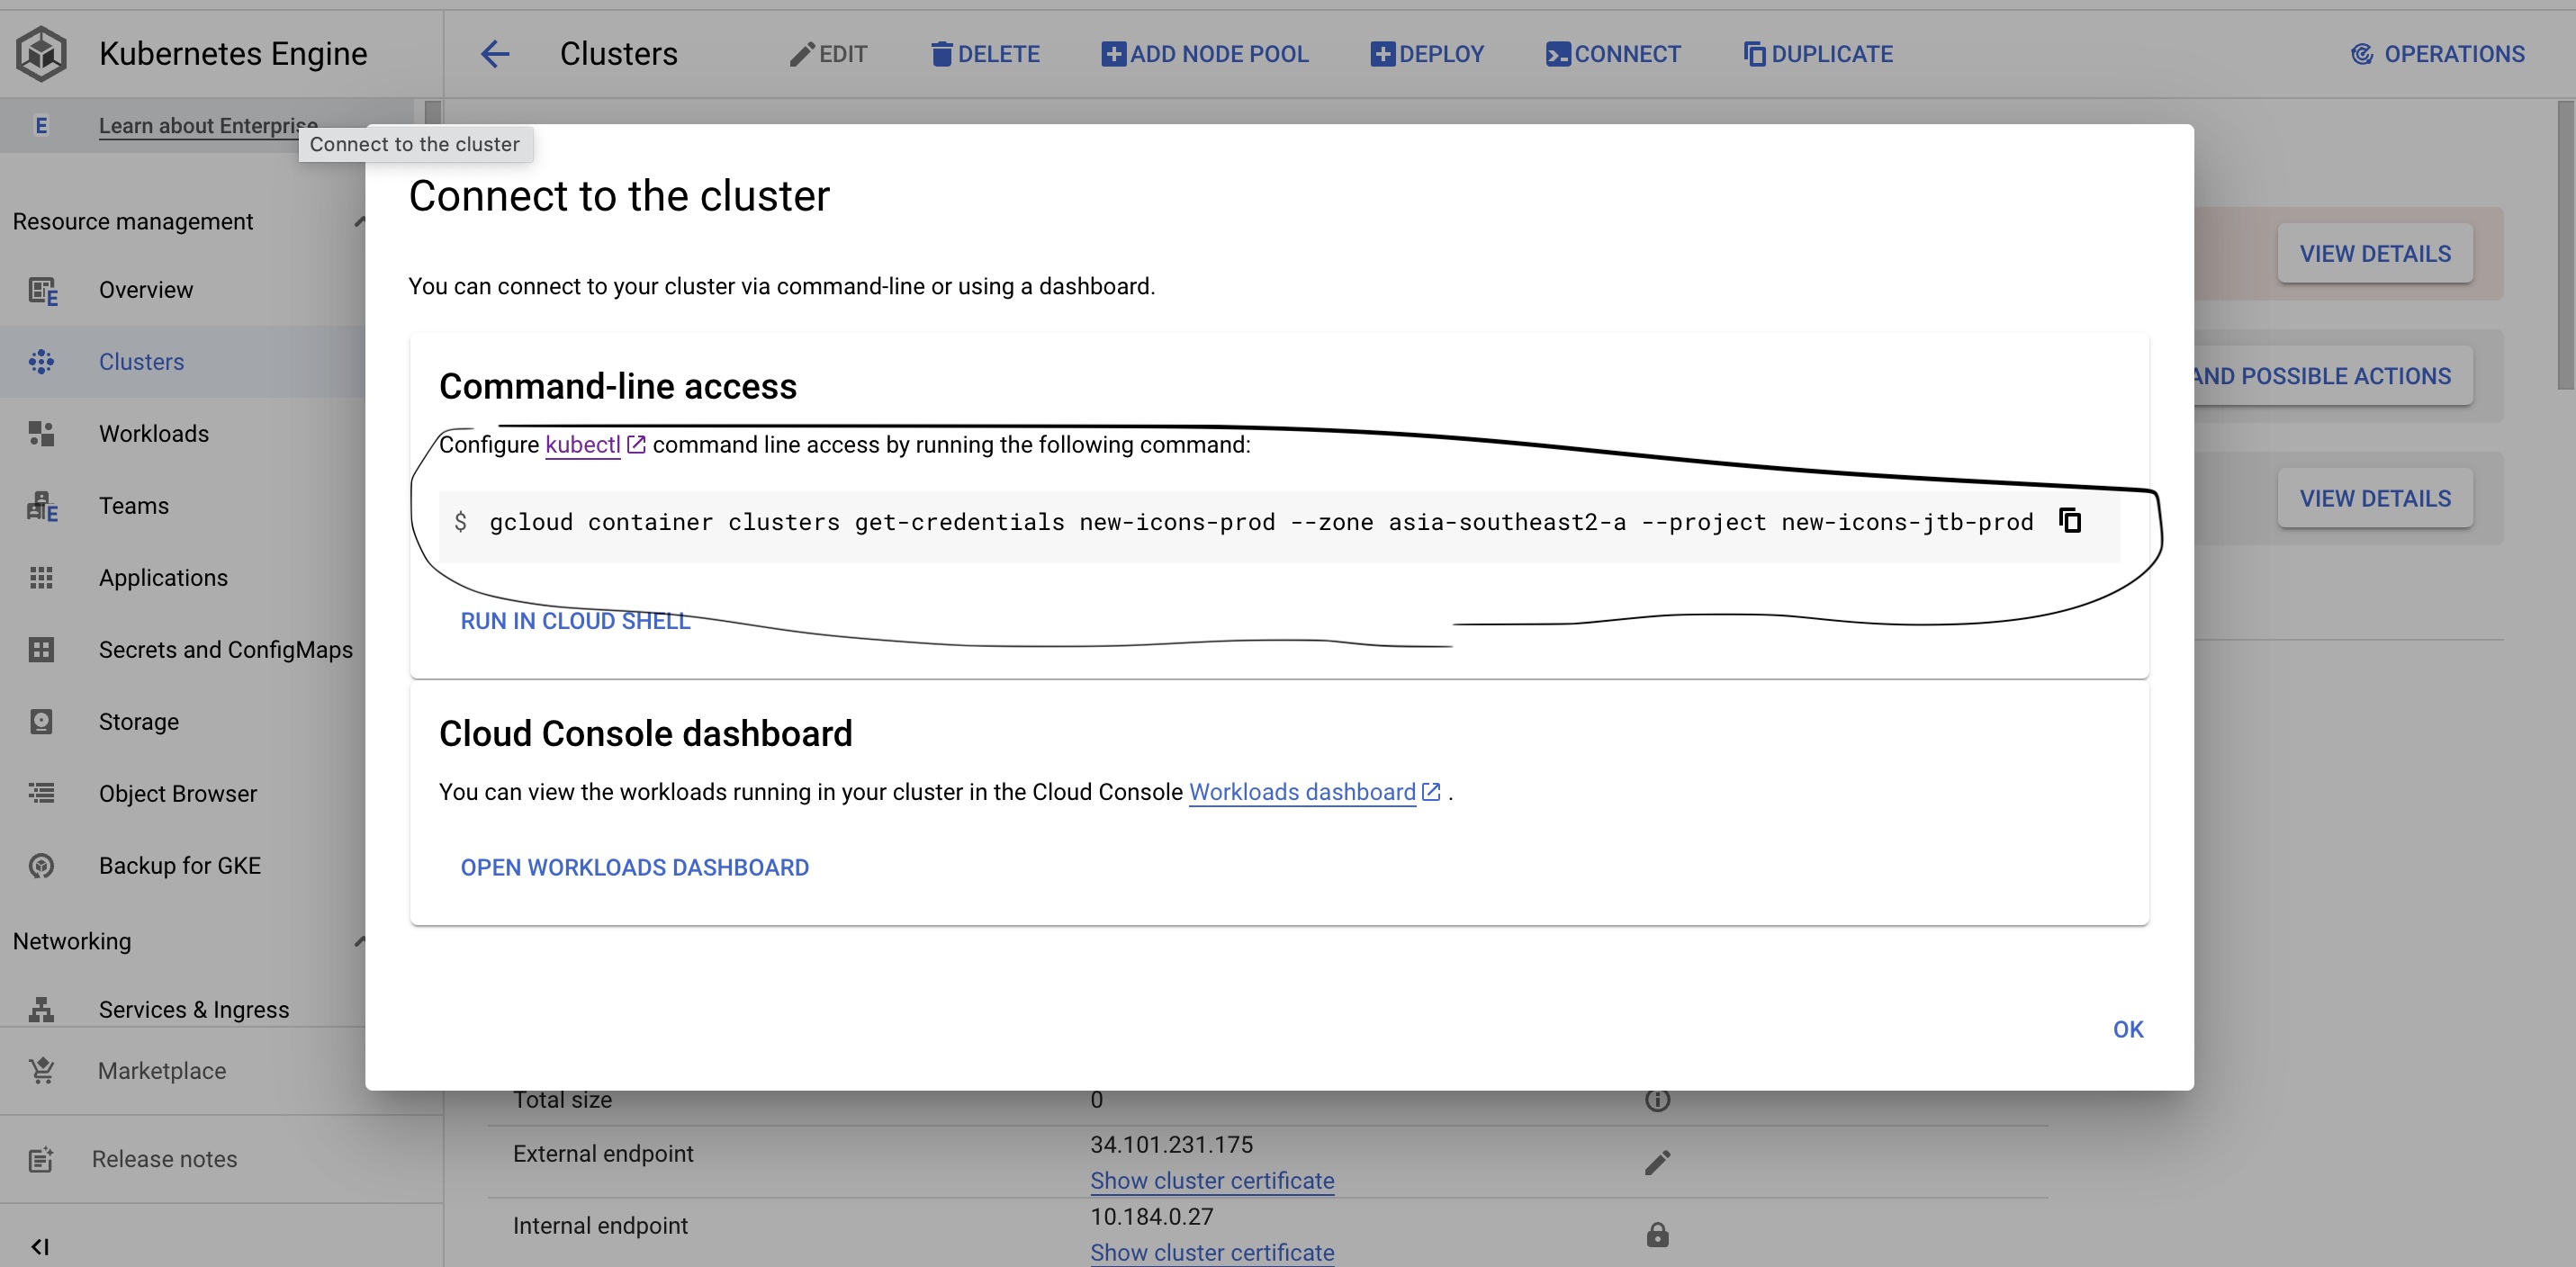 Kubernetes Engine
Clusters
EDIT
DELETE
ADD NODE POOL
DEPLOY
CONNECT
DUPLICATE
OPERATIONS
E
Learn about Enterprise
Connect to the cluster
Resource management
Overview
Clusters
Workloads
Teams
Applications
Secrets and ConfigMaps
Storage
Object Browser
Backup for GKE
Networking
Services & Ingress
Marketplace
Release notes
Connect to the cluster
You can connect to your cluster via command-line or using a dashboard.
Command-line access
Configure kubectl command line access by running the following command:
$ gcloud container clusters get-credentials new-icons-prod --zone asia-southeast2-a --project new-icons-jtb-prod
RUN IN CLOUD SHELL
Cloud Console dashboard
You can view the workloads running in your cluster in the Cloud Console Workloads dashboard .
OPEN WORKLOADS DASHBOARD
OK
VIEW DETAILS
AND POSSIBLE ACTIONS
VIEW DETAILS
Total size 0
External endpoint 34.101.231.175
Show cluster certificate
Internal endpoint 10.184.0.27
Show cluster certificate